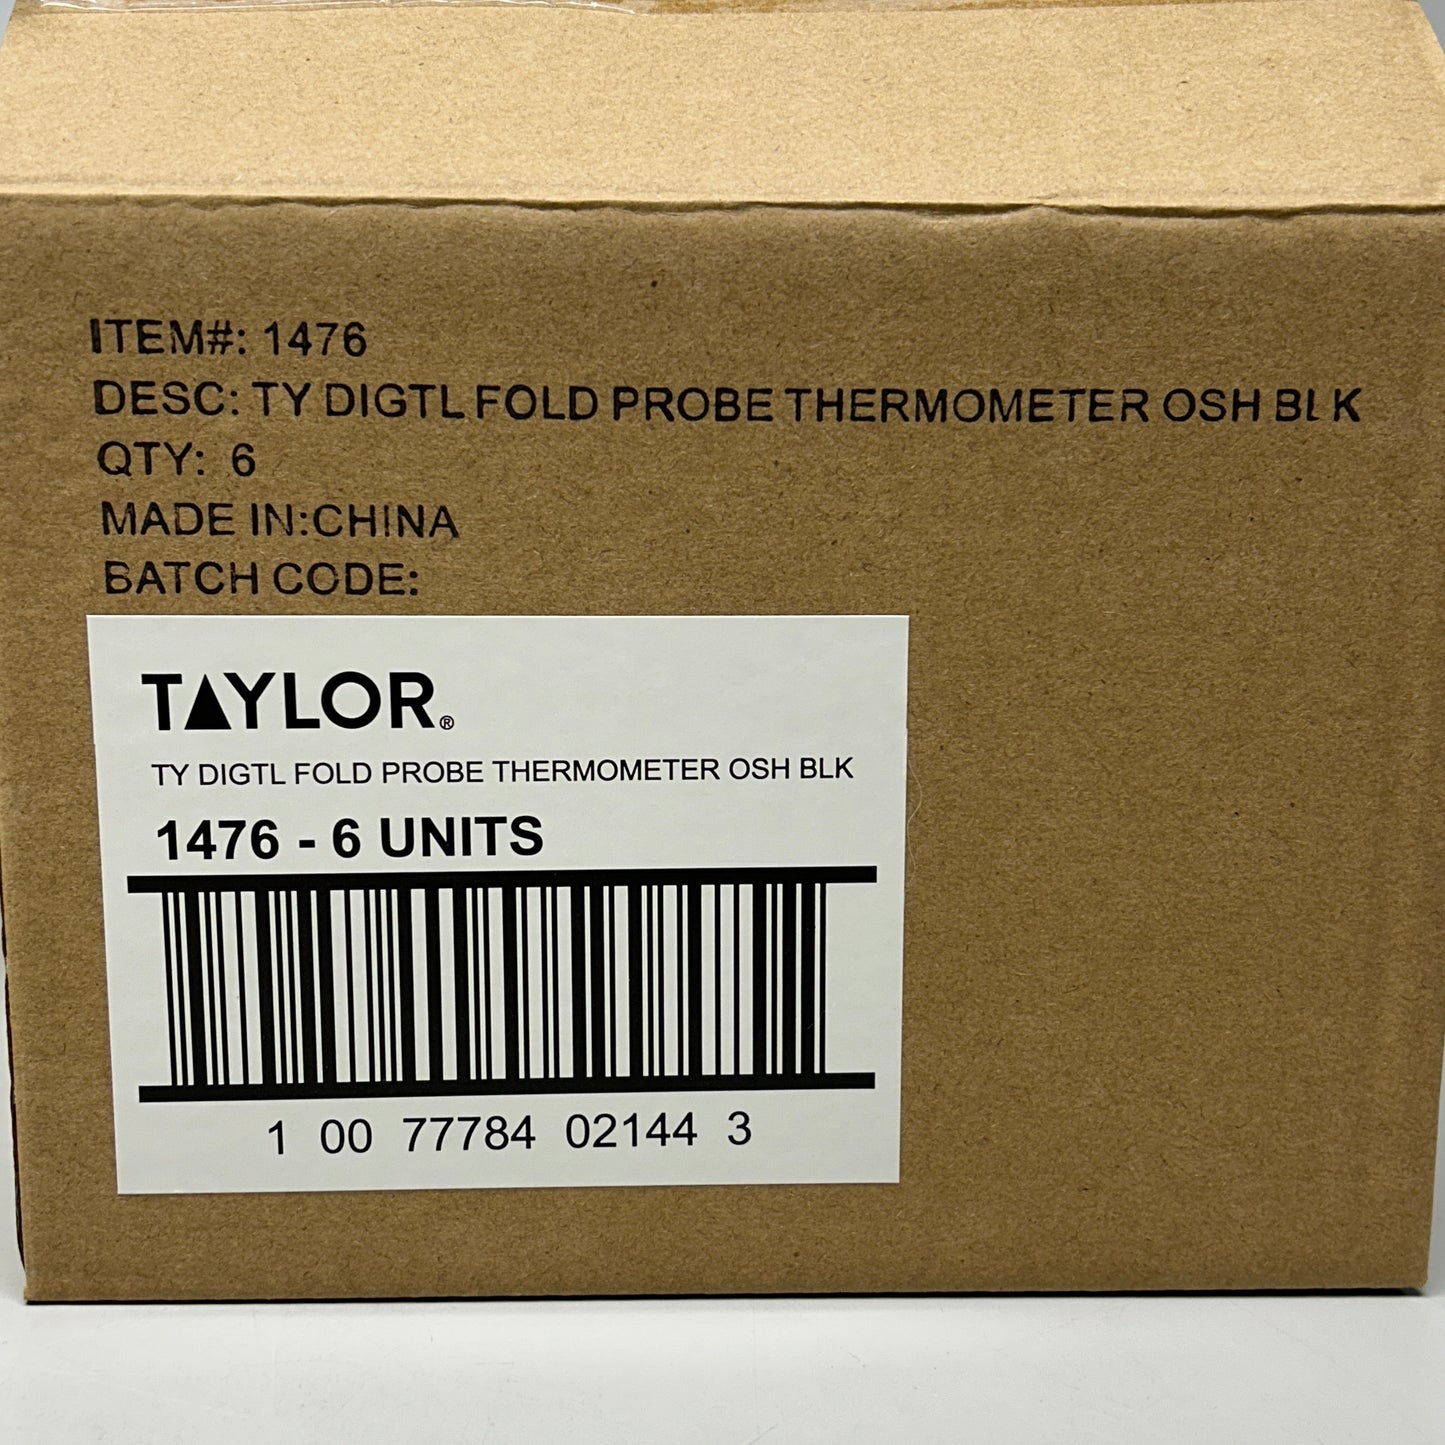 ITEM#: 1476
DESC: TY DIGTL FOLD PROBE THERMOMETER OSH BLK
QTY: 6
MADE IN:CHINA
BATCH CODE:
TAYLOR®
TY DIGTL FOLD PROBE THERMOMETER OSH BLK
1476 - 6 UNITS
1 00 77784 02144 3